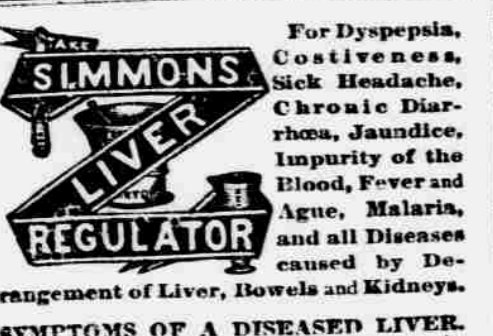 TAKE
SIMMONS
LIVER
REGULATOR
For Dyspepsia,
Costiveness,
Sick Headache,
Chronic Diar-
rhœa, Jaundice,
Impurity of the
Blood, Fever and
Ague, Malaria,
and all Diseases
caused by De-
rangement of Liver, Bowels and Kidneys.
SYMPTOMS OF A DISEASED LIVER.